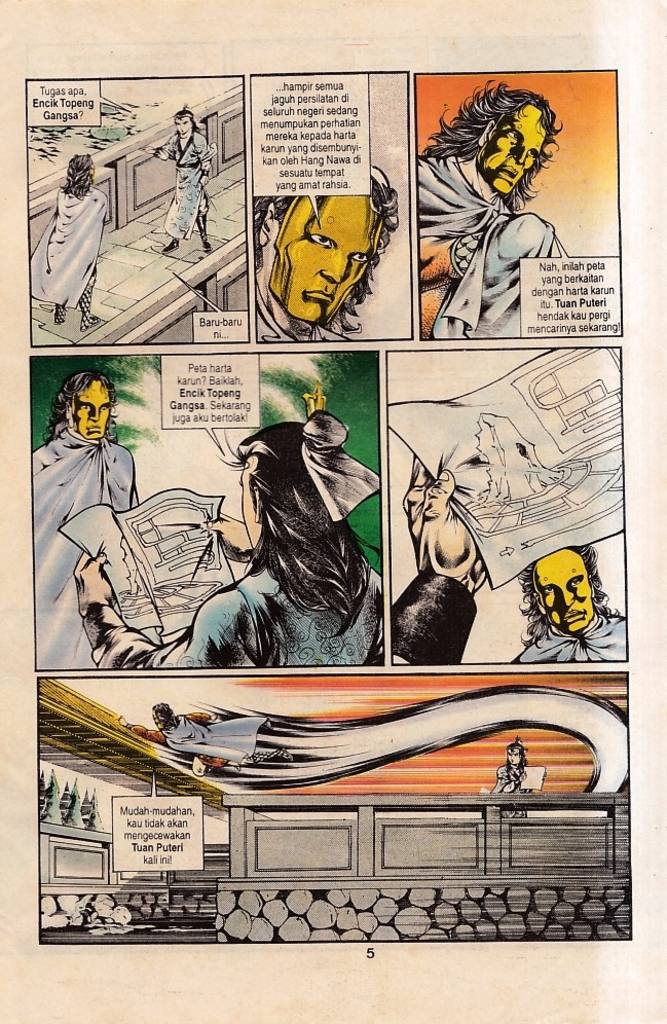 Tugas apa,
Encik Topeng
Gangsa?
Baru-baru
ni...
...hampir semua
jaguh persilatan di
seluruh negeri sedang
menumpukan perhatian
mereka kepada harta
karun yang disembunyi-
kan oleh Hang Nawa di
sesuatu tempat
yang amat rahsia.
Nah, inilah peta
yang berkaitan
dengan harta karun
itu. Tuan Puteri
hendak kau pergi
mencarinya sekarang!
Peta harta
karun? Baiklah,
Encik Topeng
Gangsa. Sekarang
juga aku bertolak!
Mudah-mudahan,
kau tidak akan
mengecewakan
Tuan Puteri
kali ini!
5